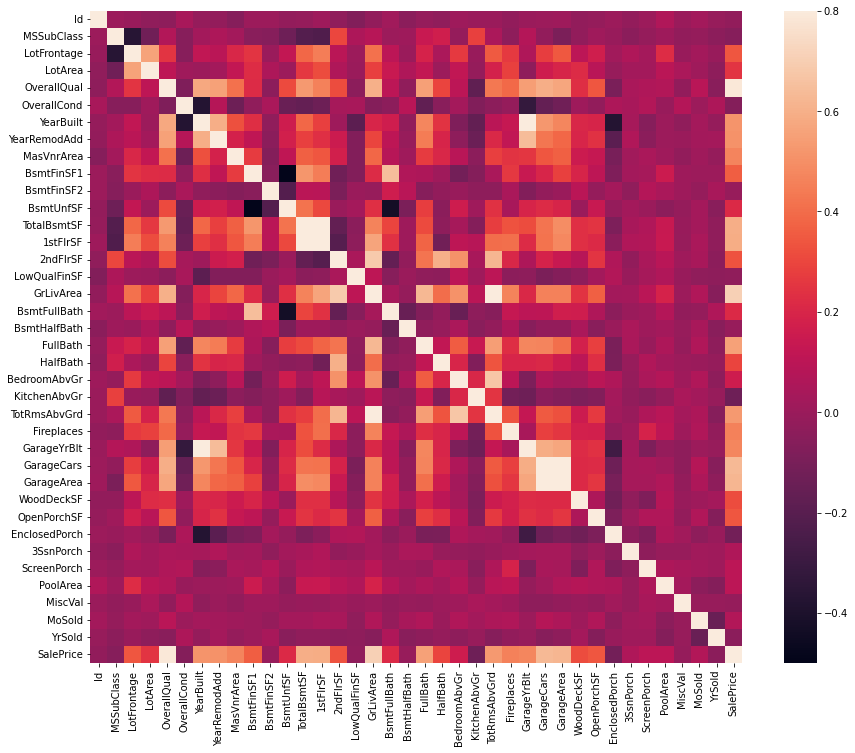 Id
MSSubClass
LotFrontage
LotArea
OverallQual
OverallCond
YearBuilt
YearRemodAdd
MasVnrArea
BsmtFinSF1
BsmtFinSF2
BsmtUnfSF
TotalBsmtSF
1stFlrSF
2ndFlrSF
LowQualFinSF
GrLivArea
BsmtFullBath
BsmtHalfBath
FullBath
HalfBath
BedroomAbvGr
KitchenAbvGr
TotRmsAbvGrd
Fireplaces
GarageYrBlt
GarageCars
GarageArea
WoodDeckSF
OpenPorchSF
EnclosedPorch
3SsnPorch
ScreenPorch
PoolArea
MiscVal
MoSold
YrSold
SalePrice
Id
MSSubClass
LotFrontage
LotArea
OverallQual
OverallCond
YearBuilt
YearRemodAdd
MasVnrArea
BsmtFinSF1
BsmtFinSF2
BsmtUnfSF
TotalBsmtSF
1stFlrSF
2ndFlrSF
LowQualFinSF
GrLivArea
BsmtFullBath
BsmtHalfBath
FullBath
HalfBath
BedroomAbvGr
KitchenAbvGr
TotRmsAbvGrd
Fireplaces
GarageYrBlt
GarageCars
GarageArea
WoodDeckSF
OpenPorchSF
EnclosedPorch
3SsnPorch
ScreenPorch
PoolArea
MiscVal
MoSold
YrSold
SalePrice
0.8
0.6
0.4
0.2
0.0
−0.2
−0.4